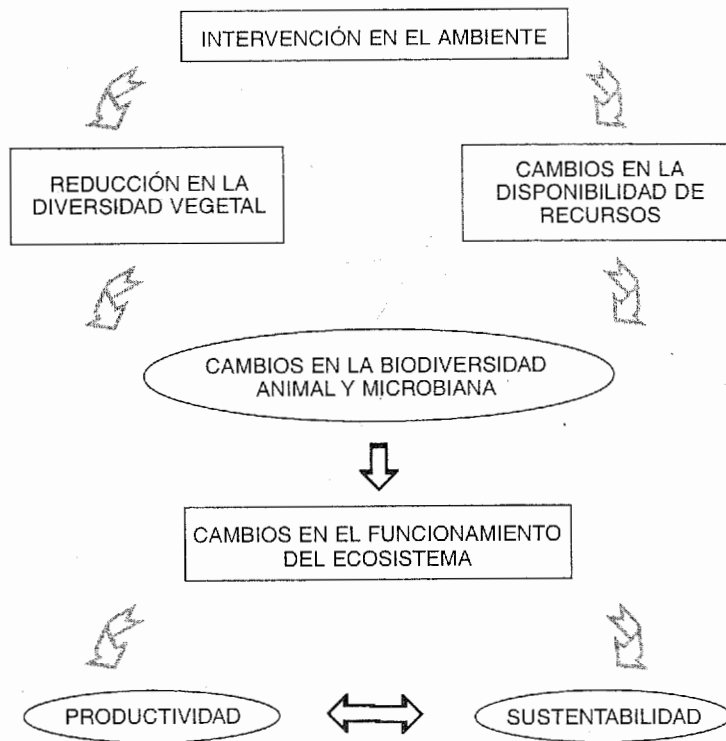 INTERVENCIÓN EN EL AMBIENTE
REDUCCIÓN EN LA
DIVERSIDAD VEGETAL
CAMBIOS EN LA
DISPONIBILIDAD DE
RECURSOS
CAMBIOS EN LA BIODIVERSIDAD
ANIMAL Y MICROBIANA
CAMBIOS EN EL FUNCIONAMIENTO
DEL ECOSISTEMA
PRODUCTIVIDAD
SUSTENTABILIDAD